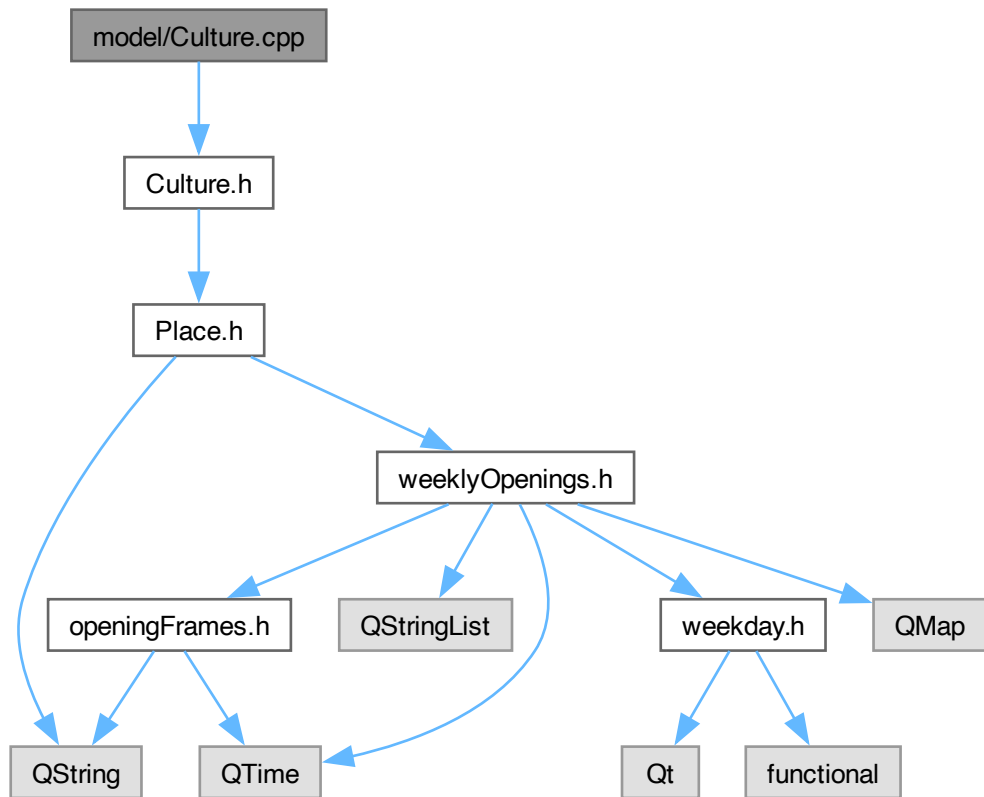 model/Culture.cpp
Culture.h
Place.h
weeklyOpenings.h
openingFrames.h
QStringList
weekday.h
QMap
QString
QTime
Qt
functional